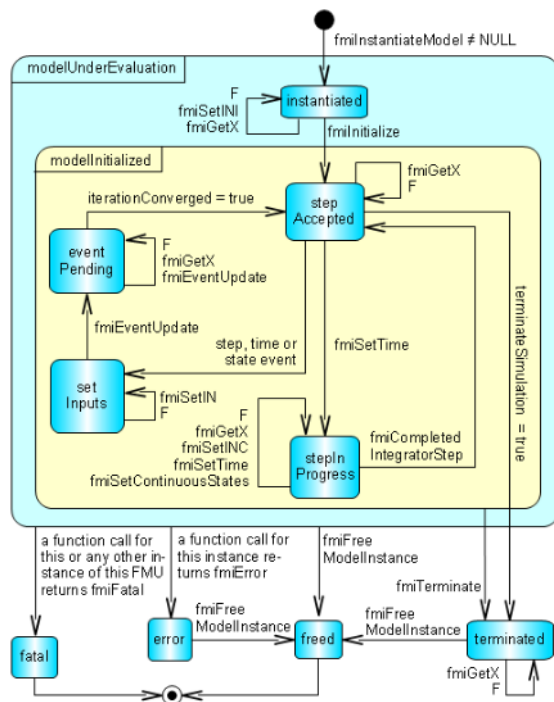 fmiInstantiateModel ≠ NULL
modelUnderEvaluation
F
fmiSetINI
fmiGetX
instantiated
fmiInitialize
modelInitialized
iterationConverged = true
step
Accepted
fmiGetX
F
event
Pending
F
fmiGetX
fmiEventUpdate
fmiEventUpdate
step, time or
state event
fmiSetTime
terminateSimulation = true
set
Inputs
fmiSetIN
F
F
fmiGetX
fmiSetINC
fmiSetTime
fmiSetContinuousStates
stepIn
Progress
fmiCompleted
IntegratorStep
a function call for
this or any other in-
stance of this FMU
returns fmiFatal
a function call for
this instance re-
turns fmiError
fmiFree
ModelInstance
fmiTerminate
fatal
error
fmiFree
ModelInstance
freed
fmiFree
ModelInstance
terminated
fmiGetX
F